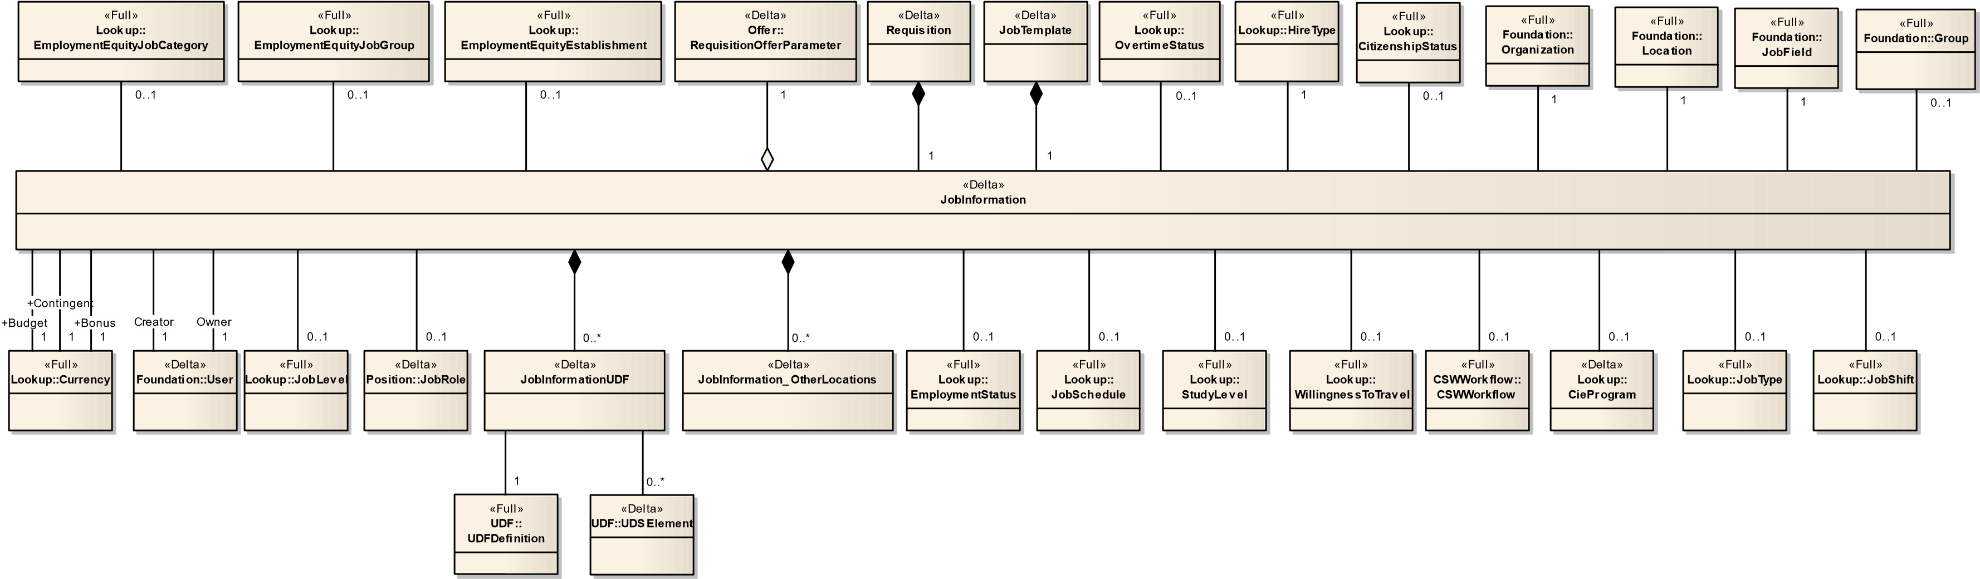 «Full»
Lookup::
EmploymentEquityJobCategory
«Full»
Lookup::
EmploymentEquityJobGroup
«Full»
Lookup::
EmploymentEquityEstablishment
«Delta»
Offer::
RequisitionOfferParameter
«Delta»
Requisition
«Delta»
JobTemplate
«Full»
Lookup::
OvertimeStatus
«Full»
Lookup::HireType
«Full»
Lookup::
CitizenshipStatus
«Full»
Foundation::
Organization
«Full»
Foundation::
Location
«Full»
Foundation::
JobField
«Full»
Foundation::Group
0..1
0..1
0..1
1
0..1
1
0..1
1
1
1
0..1
1
1
«Delta»
JobInformation
+Contingent
+Budget
+Bonus
Creator
Owner
1
1
1
1
1
0..1
0..1
0..*
0..*
0..1
0..1
0..1
0..1
0..1
0..1
0..1
0..1
«Full»
Lookup::Currency
«Delta»
Foundation::User
«Full»
Lookup::JobLevel
«Delta»
Position::JobRole
«Delta»
JobInformationUDF
«Delta»
JobInformation_OtherLocations
«Full»
Lookup::
EmploymentStatus
«Full»
Lookup::
JobSchedule
«Full»
Lookup::
StudyLevel
«Full»
Lookup::
WillingnessToTravel
«Full»
CSWWorkflow::
CSWWorkflow
«Delta»
Lookup::
CieProgram
«Full»
Lookup::JobType
«Full»
Lookup::JobShift
1
0..*
«Full»
UDF::
UDFDefinition
«Delta»
UDF::UDSElement